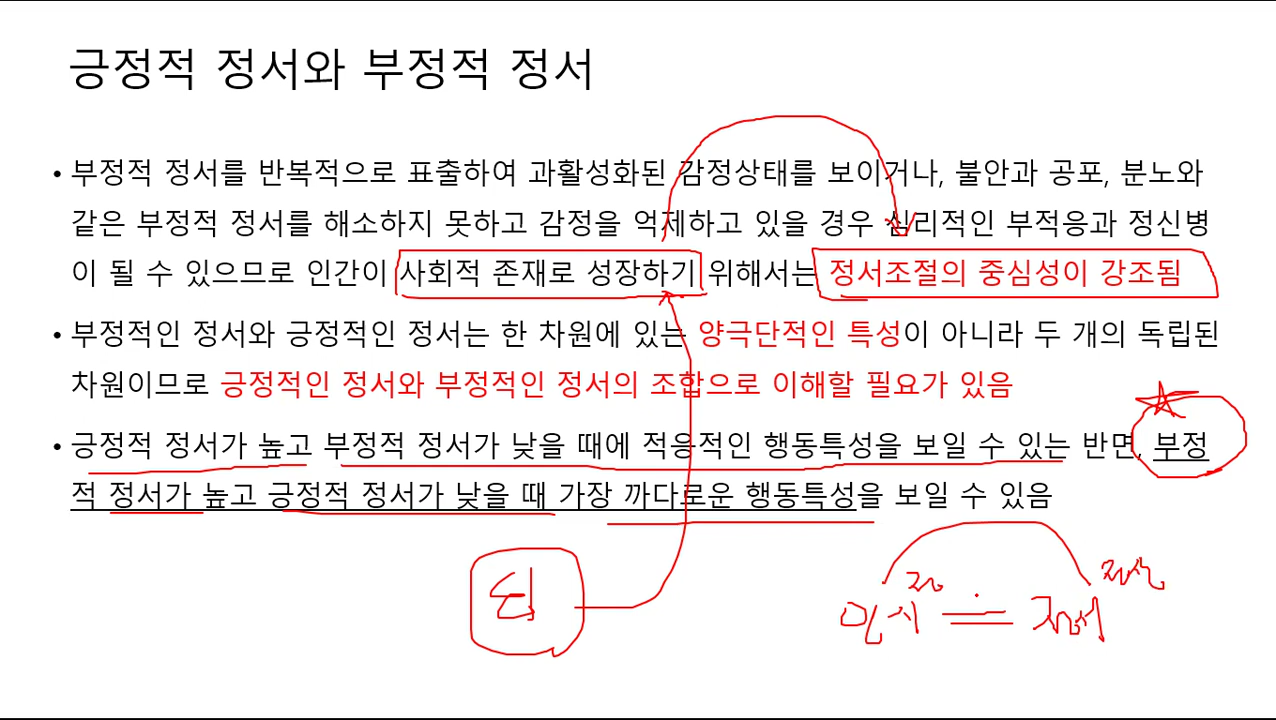 긍정적 정서와 부정적 정서
• 부정적 정서를 반복적으로 표출하여 과활성화된 감정상태를 보이거나, 불안과 공포, 분노와
같은 부정적 정서를 해소하지 못하고 감정을 억제하고 있을 경우 심리적인 부적응과 정신병
이 될 수 있으므로 인간이 사회적 존재로 성장하기 위해서는 정서조절의 중심성이 강조됨
• 부정적인 정서와 긍정적인 정서는 한 차원에 있는 양극단적인 특성이 아니라 두 개의 독립된
차원이므로 긍정적인 정서와 부정적인 정서의 조합으로 이해할 필요가 있음
• 긍정적 정서가 높고 부정적 정서가 낮을 때에 적응적인 행동특성을 보일 수 있는 반면, 부정
적 정서가 높고 긍정적 정서가 낮을 때 가장 까다로운 행동특성을 보일 수 있음